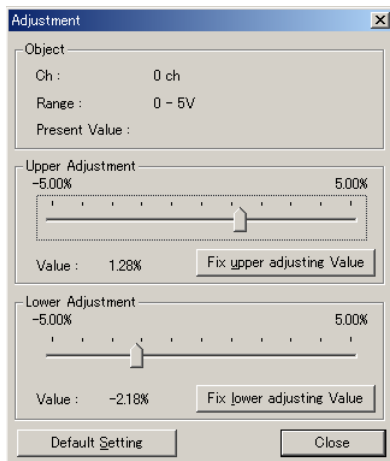 Adjustment
Object
Ch : 0 ch
Range : 0 - 5V
Present Value :
Upper Adjustment
-5.00% 5.00%
Value : 1.28% Fix upper adjusting Value
Lower Adjustment
-5.00% 5.00%
Value : -2.18% Fix lower adjusting Value
Default Setting Close